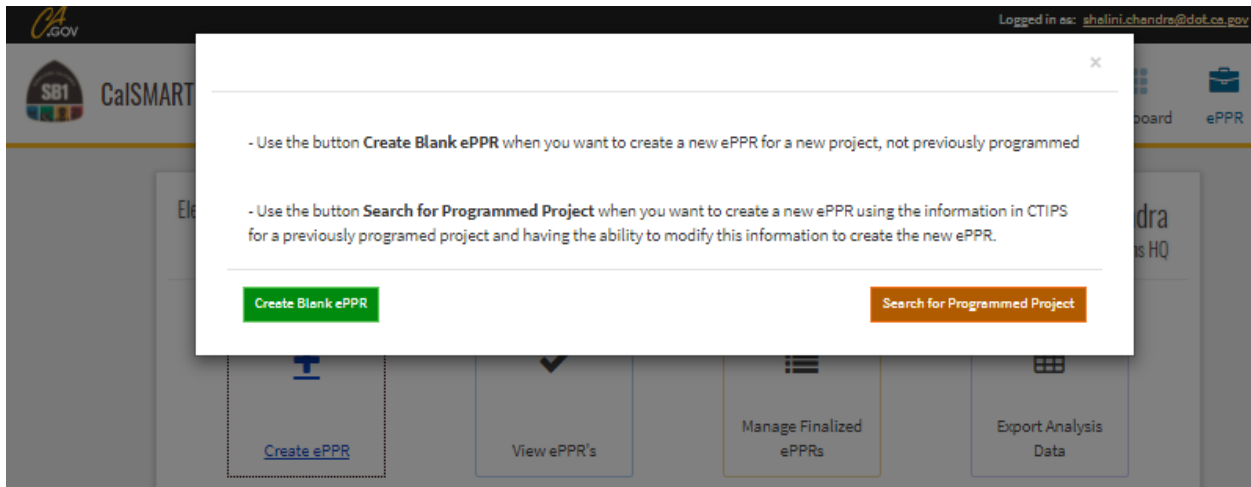 CA.GOV
Logged in as: shalini.chandra@dot.ca.gov
×
SB1
CalSMART
board
ePPR
- Use the button Create Blank ePPR when you want to create a new ePPR for a new project, not previously programmed
Ele
- Use the button Search for Programmed Project when you want to create a new ePPR using the information in CTIPS
dra
for a previously programed project and having the ability to modify this information to create the new ePPR.
ns HQ
Create Blank ePPR
Search for Programmed Project
Manage Finalized
Export Analysis
Create ePPR
View ePPR's
ePPRs
Data